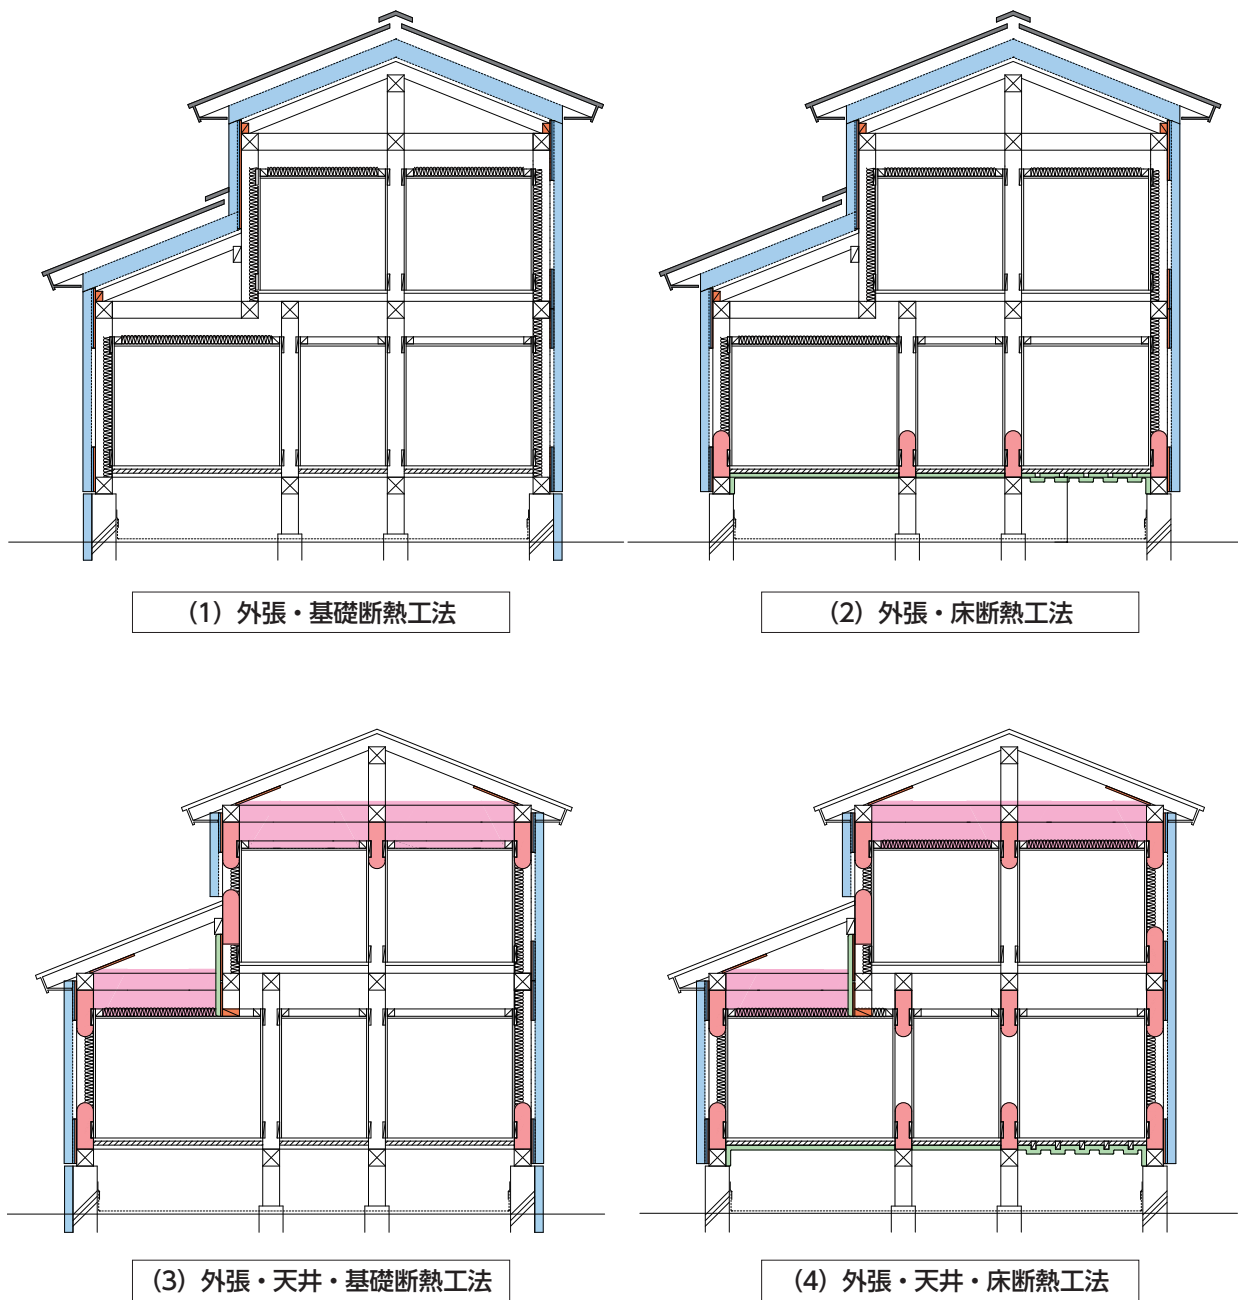 (1) 外張・基礎断熱工法
(2) 外張・床断熱工法
(3) 外張・天井・基礎断熱工法
(4) 外張・天井・床断熱工法